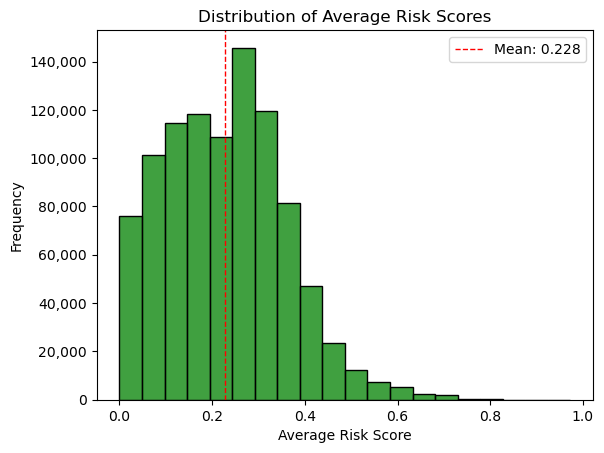 Distribution of Average Risk Scores
Mean: 0.228
140,000
120,000
100,000
80,000
60,000
40,000
20,000
0
Frequency
0.0 0.2 0.4 0.6 0.8 1.0
Average Risk Score